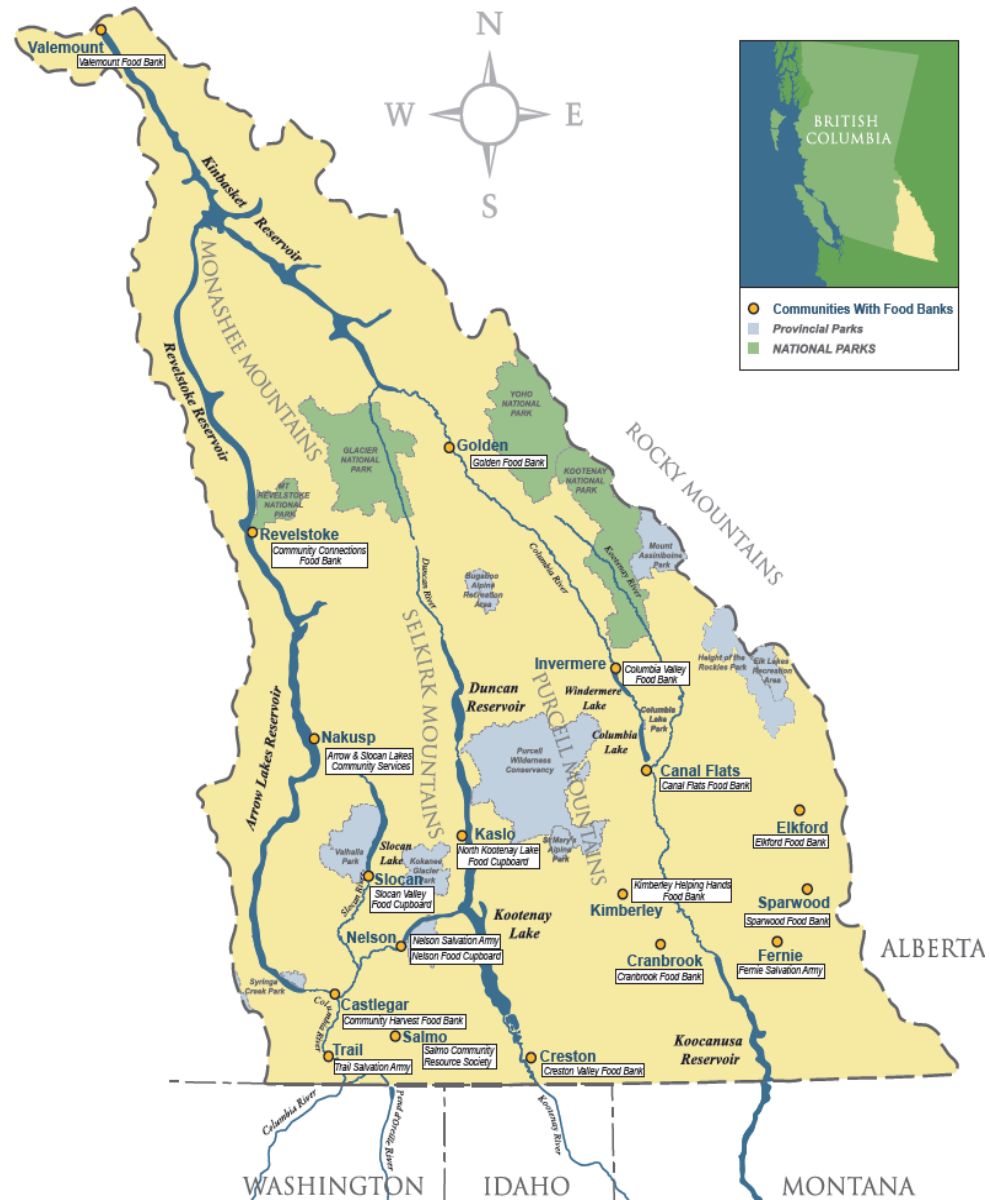 N
W
E
S
Valemount
Valemount Food Bank
BRITISH
COLUMBIA
Communities With Food Banks
Provincial Parks
NATIONAL PARKS
Kinbasket
Reservoir
MONASHEE MOUNTAINS
Revelstoke Reservoir
GLACIER
NATIONAL
PARK
YOHO
NATIONAL
PARK
Golden
Golden Food Bank
KOOTENAY
NATIONAL
PARK
ROCKY MOUNTAINS
MT
REVELSTOKE
NATIONAL
PARK
Revelstoke
Community Connections
Food Bank
Duncan River
Columbia River
Kootenay River
Mount
Assiniboine
Park
Bugaboo
Alpine
Recreation
Area
SELKIRK MOUNTAINS
Invermere
Columbia Valley
Food Bank
Height of the
Rockies Park
Elk Lakes
Recreation
Area
Duncan
Reservoir
PURCELL MOUNTAINS
Windermere
Lake
Columbia
Lake
Park
Columbia
Lake
Arrow Lakes Reservoir
Nakusp
Arrow & Slocan Lakes
Community Services
Purcell
Wilderness
Conservancy
Canal Flats
Canal Flats Food Bank
Elkford
Elkford Food Bank
Kaslo
North Kootenay Lake
Food Cupboard
St Mary's
Alpine
Park
Valhalla
Park
Slocan
Lake
Kokanee
Glacier
Park
Slocan
Slocan Valley
Food Cupboard
Slocan River
Kimberley Helping Hands
Food Bank
Kimberley
Sparwood
Sparwood Food Bank
Kootenay
Lake
Nelson
Nelson Salvation Army
Nelson Food Cupboard
Cranbrook
Cranbrook Food Bank
Fernie
Fernie Salvation Army
ALBERTA
Syringa
Creek Park
Castlegar
Community Harvest Food Bank
Columbia River
Salmo
Salmo Community
Resource Society
Trail
Trail Salvation Army
Creston
Creston Valley Food Bank
Koocanusa
Reservoir
Columbia River
Pend d'Oreille River
Kootenay River
WASHINGTON
IDAHO
MONTANA